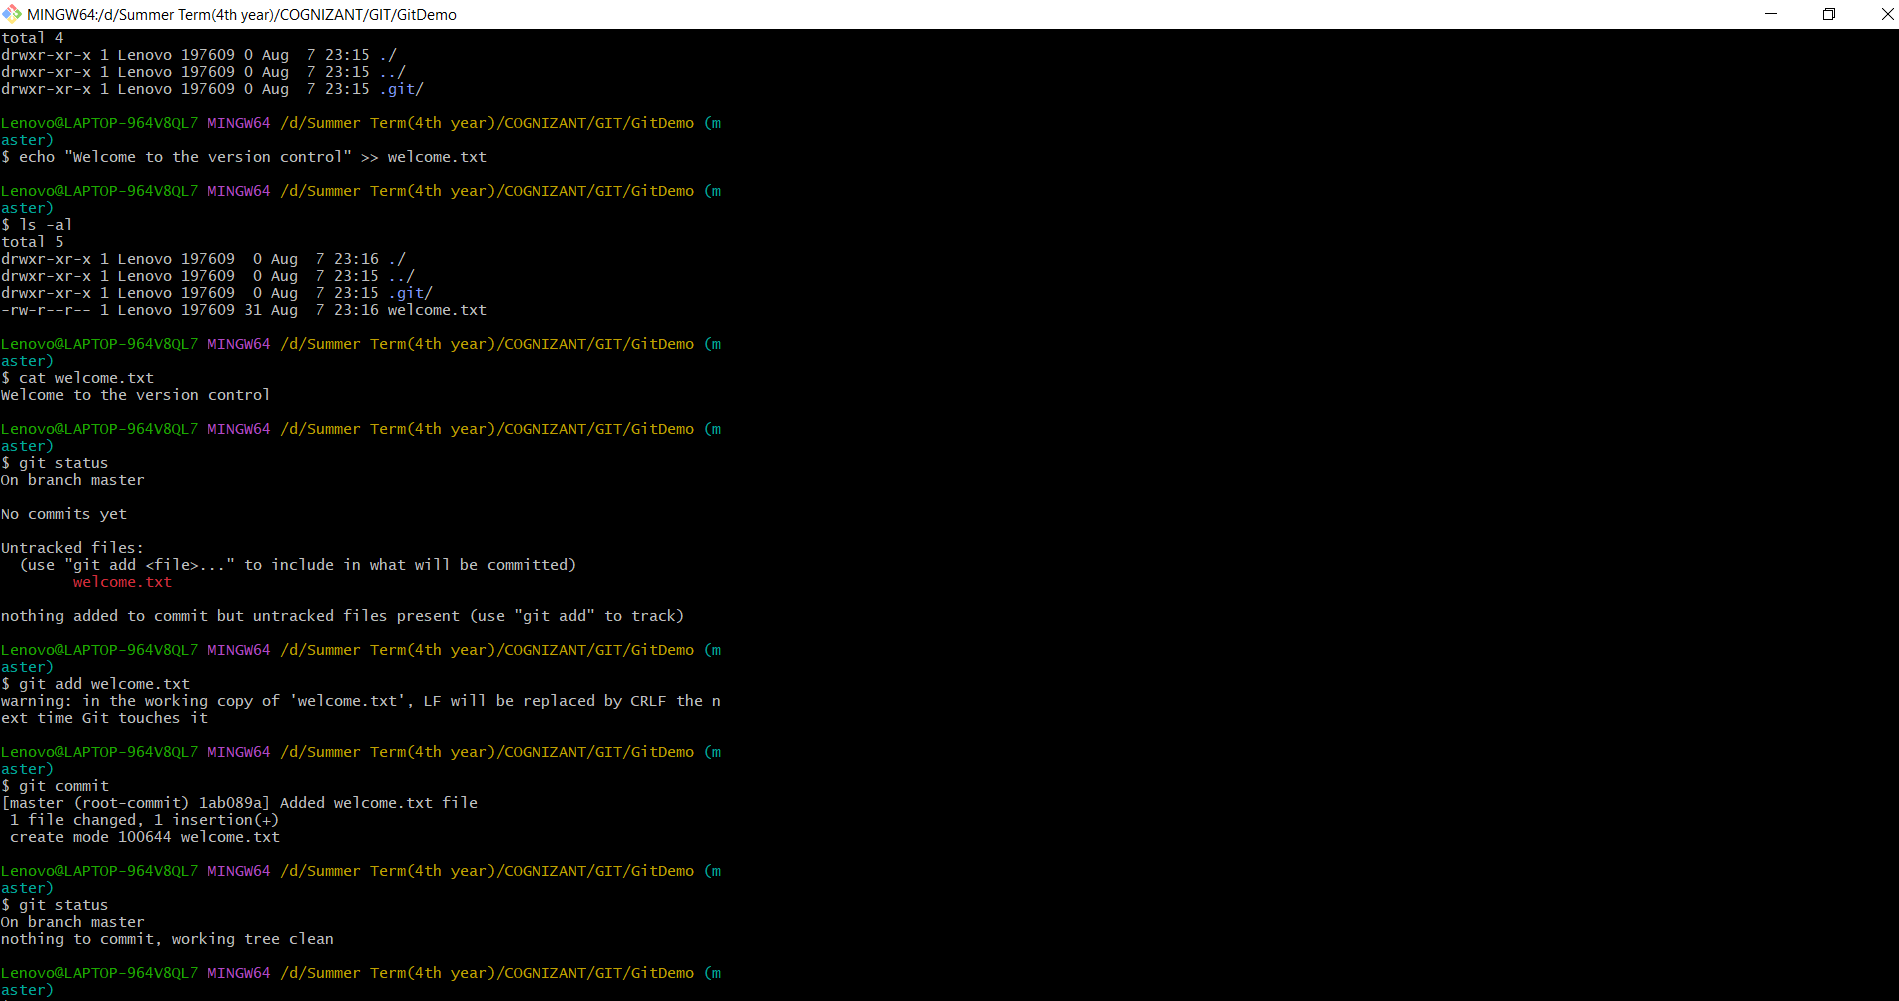 MINGW64:/d/Summer Term(4th year)/COGNIZANT/GIT/GitDemo
total 4
drwxr-xr-x 1 Lenovo 197609 0 Aug  7 23:15 ./
drwxr-xr-x 1 Lenovo 197609 0 Aug  7 23:15 ../
drwxr-xr-x 1 Lenovo 197609 0 Aug  7 23:15 .git/

Lenovo@LAPTOP-964V8QL7 MINGW64 /d/Summer Term(4th year)/COGNIZANT/GIT/GitDemo (m
aster)
$ echo "Welcome to the version control" >> welcome.txt

Lenovo@LAPTOP-964V8QL7 MINGW64 /d/Summer Term(4th year)/COGNIZANT/GIT/GitDemo (m
aster)
$ ls -al
total 5
drwxr-xr-x 1 Lenovo 197609  0 Aug  7 23:16 ./
drwxr-xr-x 1 Lenovo 197609  0 Aug  7 23:15 ../
drwxr-xr-x 1 Lenovo 197609  0 Aug  7 23:15 .git/
-rw-r--r-- 1 Lenovo 197609 31 Aug  7 23:16 welcome.txt

Lenovo@LAPTOP-964V8QL7 MINGW64 /d/Summer Term(4th year)/COGNIZANT/GIT/GitDemo (m
aster)
$ cat welcome.txt
Welcome to the version control

Lenovo@LAPTOP-964V8QL7 MINGW64 /d/Summer Term(4th year)/COGNIZANT/GIT/GitDemo (m
aster)
$ git status
On branch master

No commits yet

Untracked files:
  (use "git add <file>..." to include in what will be committed)
        welcome.txt

nothing added to commit but untracked files present (use "git add" to track)

Lenovo@LAPTOP-964V8QL7 MINGW64 /d/Summer Term(4th year)/COGNIZANT/GIT/GitDemo (m
aster)
$ git add welcome.txt
warning: in the working copy of 'welcome.txt', LF will be replaced by CRLF the n
ext time Git touches it

Lenovo@LAPTOP-964V8QL7 MINGW64 /d/Summer Term(4th year)/COGNIZANT/GIT/GitDemo (m
aster)
$ git commit
[master (root-commit) 1ab089a] Added welcome.txt file
 1 file changed, 1 insertion(+)
 create mode 100644 welcome.txt

Lenovo@LAPTOP-964V8QL7 MINGW64 /d/Summer Term(4th year)/COGNIZANT/GIT/GitDemo (m
aster)
$ git status
On branch master
nothing to commit, working tree clean

Lenovo@LAPTOP-964V8QL7 MINGW64 /d/Summer Term(4th year)/COGNIZANT/GIT/GitDemo (m
aster)